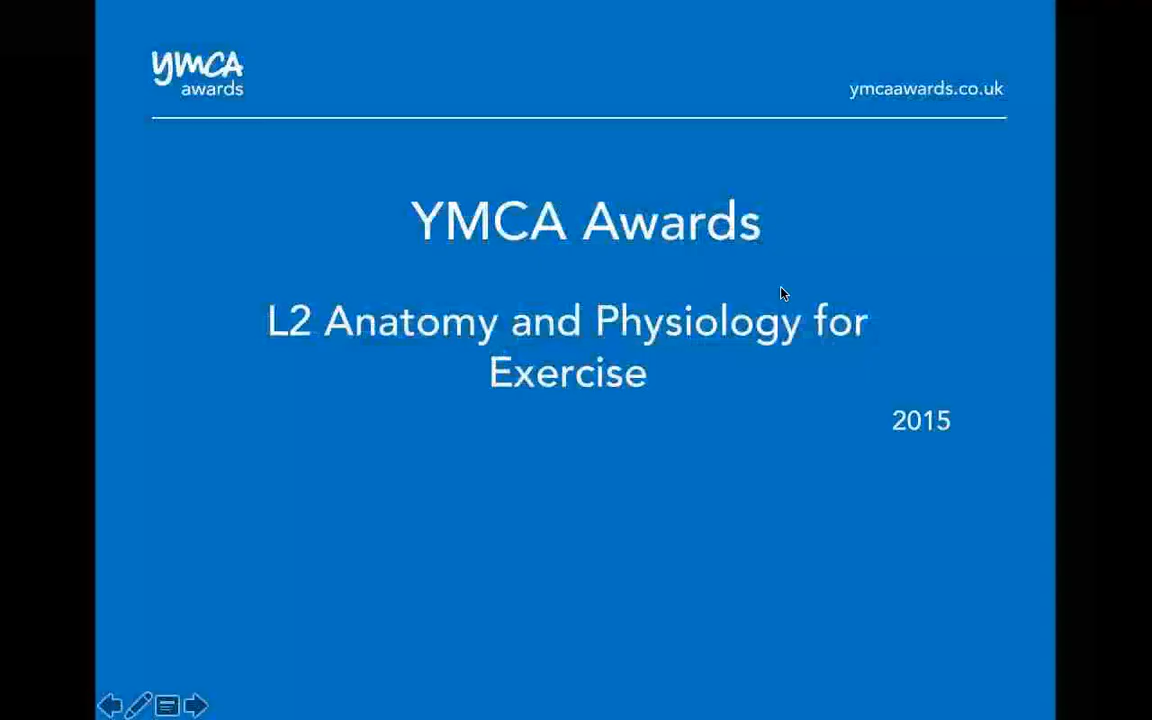 ymca
awards
ymcaawards.co.uk
YMCA Awards
L2 Anatomy and Physiology for
Exercise
2015